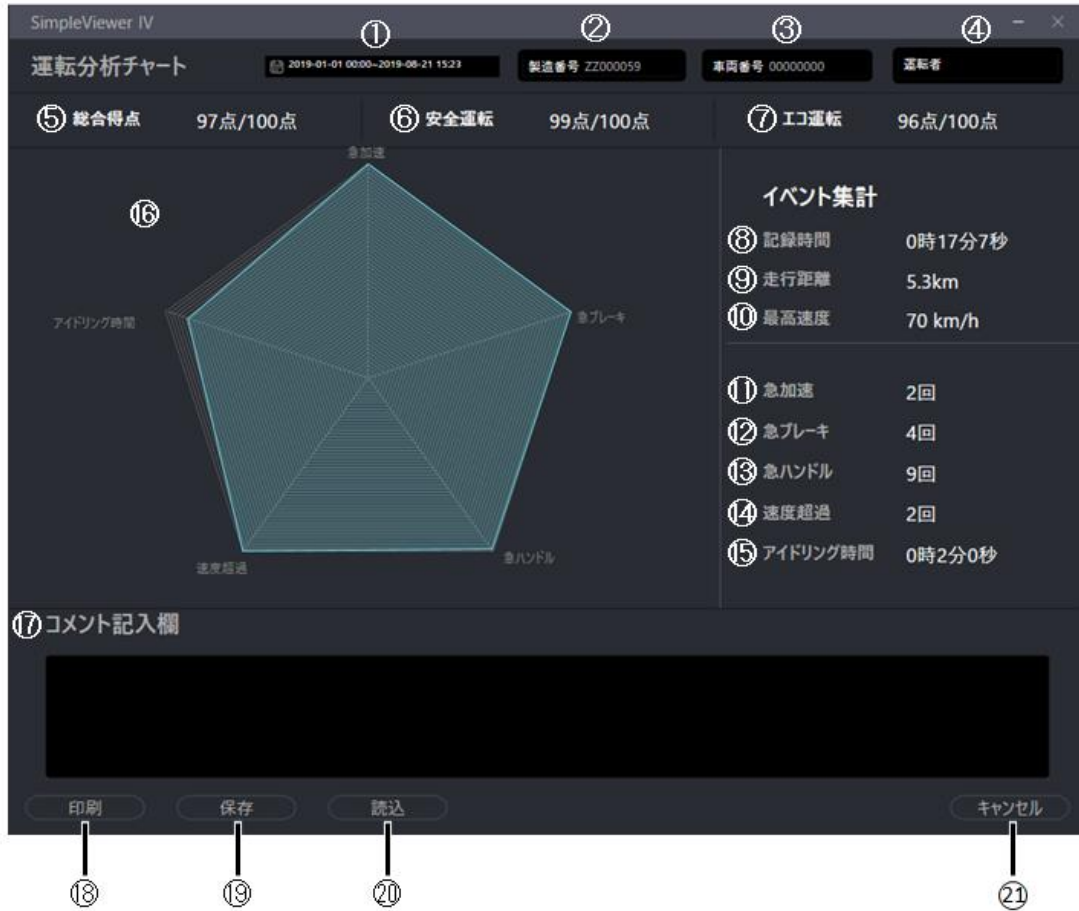 SimpleViewer IV
① ② ③ ④
運転分析チャート 2019-01-01 00:00~2019-08-21 15:23 製造番号 ZZ000059 車両番号 00000000 運転者
⑤ 総合得点 97点/100点 ⑥ 安全運転 99点/100点 ⑦ エコ運転 96点/100点
急加速
⑯
アイドリング時間
急ブレーキ
速度超過
急ハンドル
イベント集計
⑧ 記録時間 0時17分7秒
⑨ 走行距離 5.3km
⑩ 最高速度 70 km/h
⑪ 急加速 2回
⑫ 急ブレーキ 4回
⑬ 急ハンドル 9回
⑭ 速度超過 2回
⑮ アイドリング時間 0時2分0秒
⑰ コメント記入欄
印刷 保存 読込 キャンセル
⑱ ⑲ ⑳ ㉑